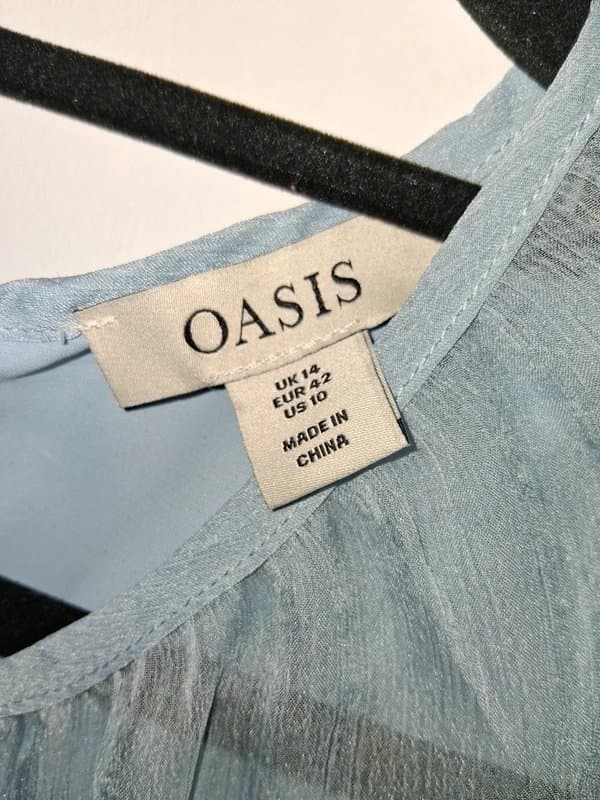 OASIS
UK 14
EUR 42
US 10
MADE IN
CHINA